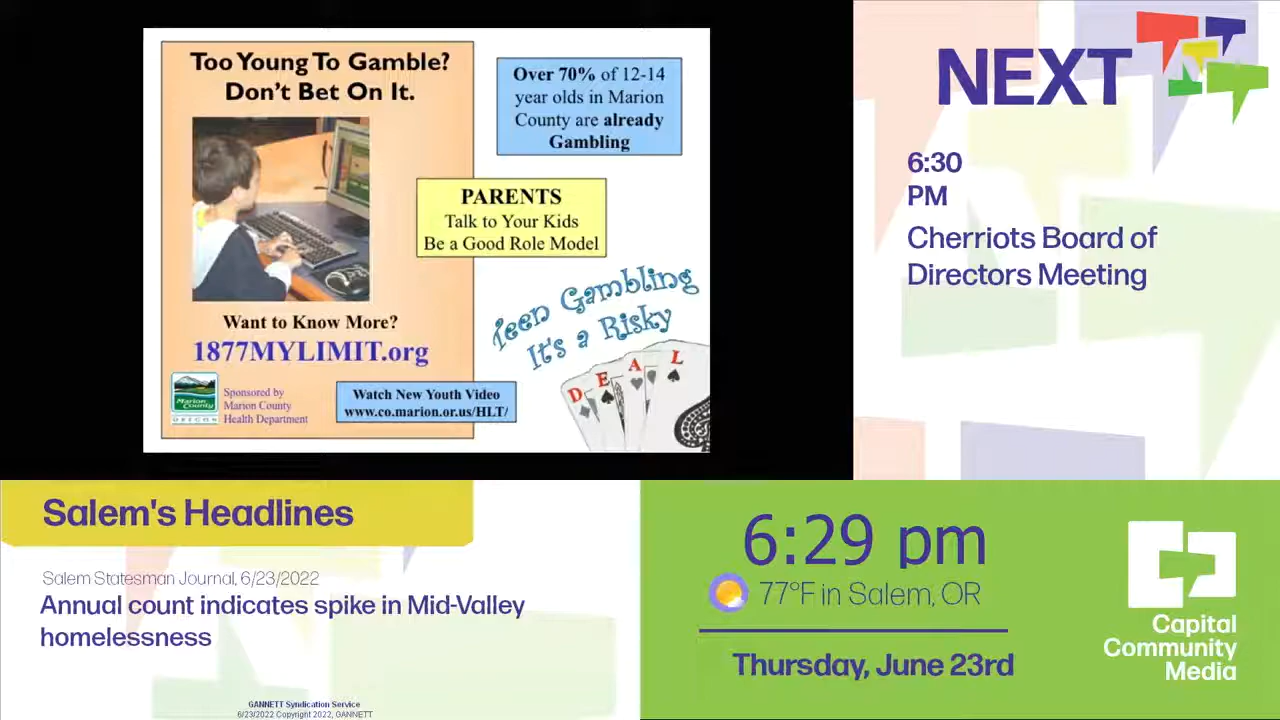 Too Young To Gamble?
Don't Bet On It.
Over 70% of 12-14
year olds in Marion
County are already
Gambling
PARENTS
Talk to Your Kids
Be a Good Role Model
Teen Gambling
It's a Risky
D E A L
Want to Know More?
1877MYLIMIT.org
Marion
County
OREGON
Sponsored by
Marion County
Health Department
Watch New Youth Video
www.co.marion.or.us/HLT/
NEXT
6:30
PM
Cherriots Board of
Directors Meeting
Salem's Headlines
Salem Statesman Journal, 6/23/2022
Annual count indicates spike in Mid-Valley
homelessness
GANNETT Syndication Service
6/23/2022 Copyright 2022, GANNETT
6:29 pm
77°F in Salem, OR
Thursday, June 23rd
Capital
Community
Media